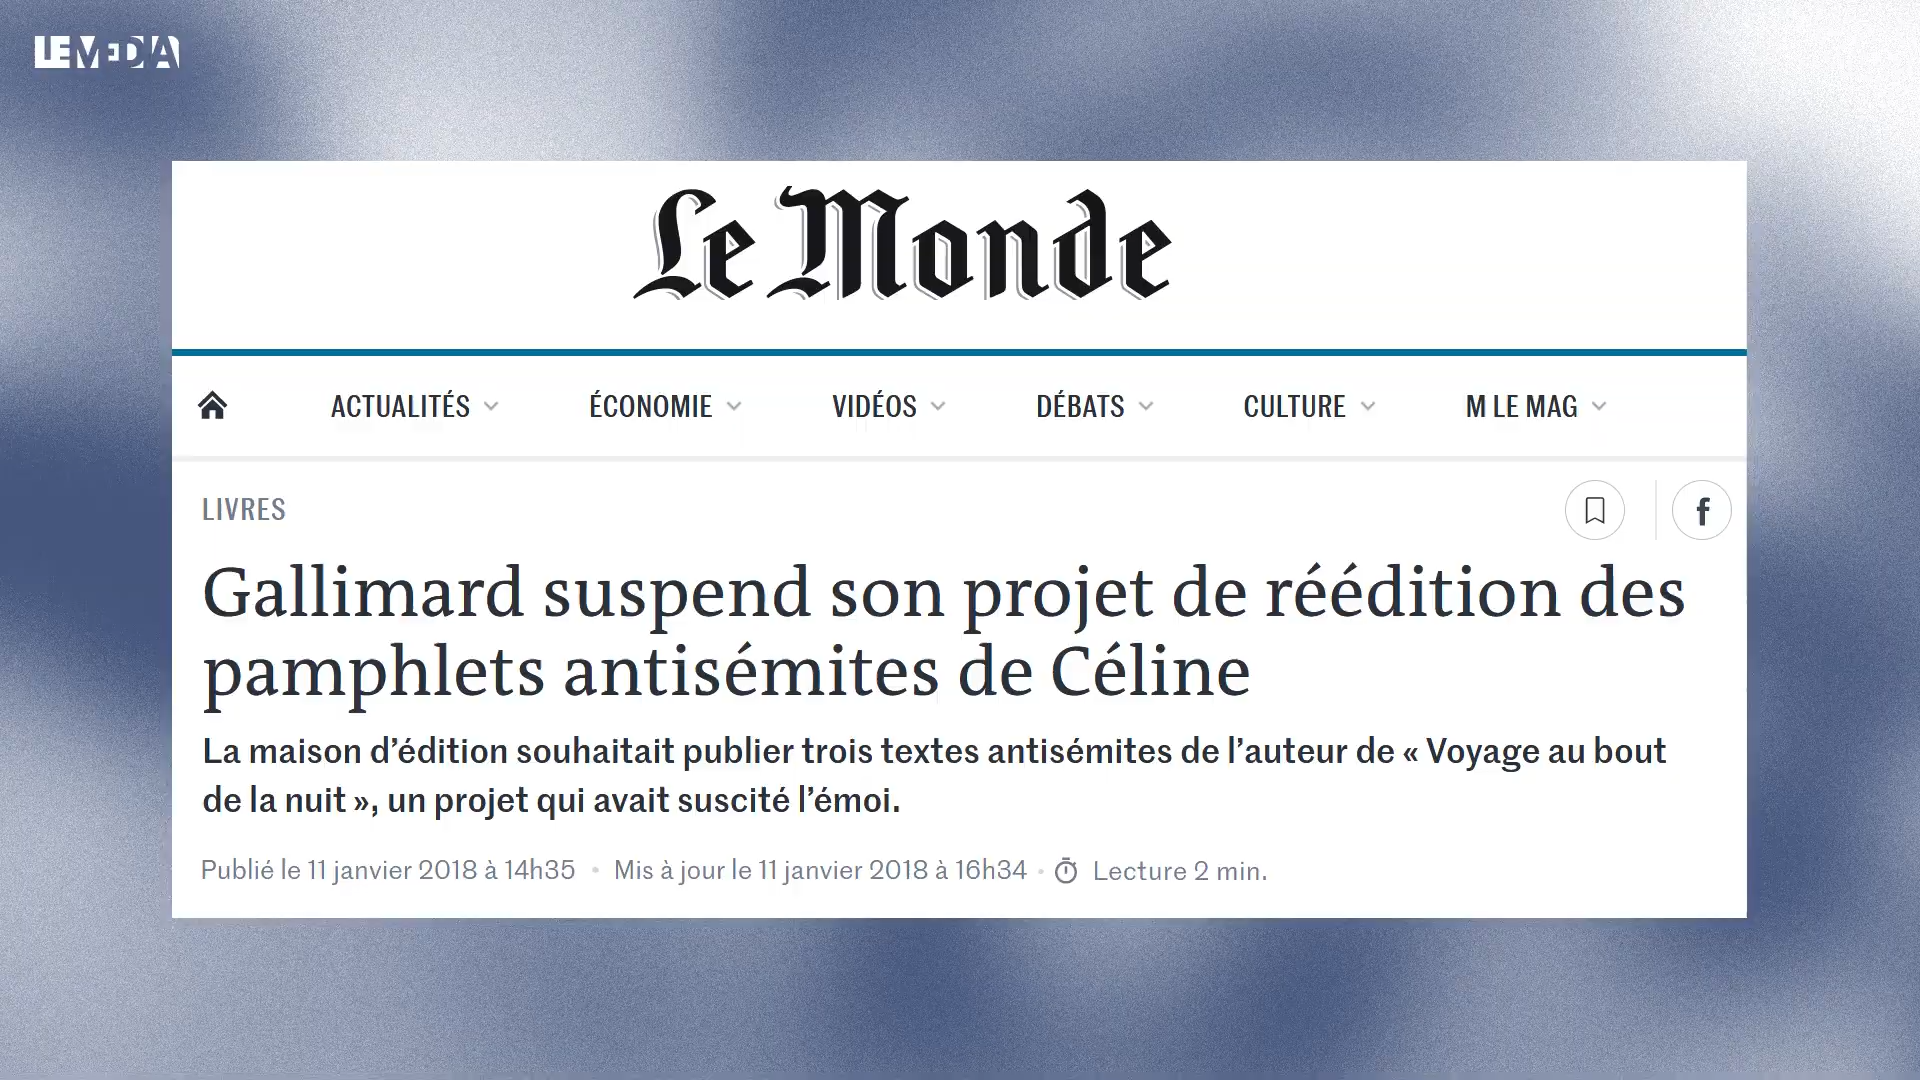 LEMEDIA
Le Monde
ACTUALITÉS ÉCONOMIE VIDÉOS DÉBATS CULTURE M LE MAG
LIVRES
Gallimard suspend son projet de réédition des
pamphlets antisémites de Céline
La maison d’édition souhaitait publier trois textes antisémites de l’auteur de « Voyage au bout
de la nuit », un projet qui avait suscité l’émoi.
Publié le 11 janvier 2018 à 14h35 • Mis à jour le 11 janvier 2018 à 16h34 • Lecture 2 min.